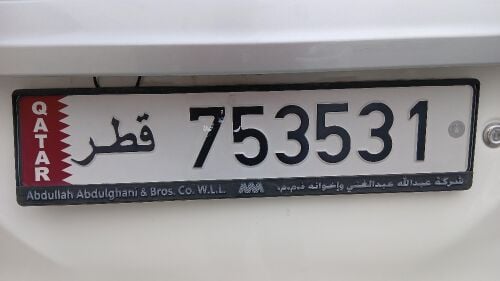 QATAR
قطر 753531
Abdullah Abdulghani & Bros. Co. W.L.L. شركة عبدالله عبدالغني وإخوانه ذ.م.م.